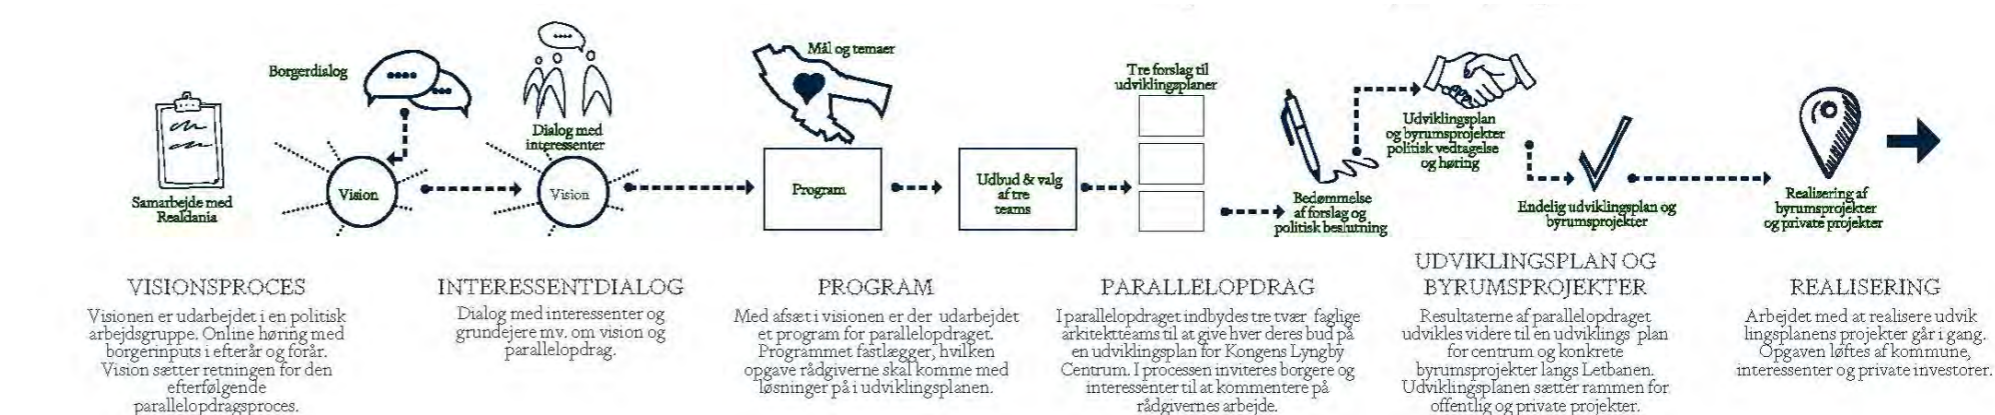 Samarbejde med
Realdania
Borgerdialog
Vision
Dialog med
interessenter
Vision
Mål og temaer
Program
Udbud & valg
af tre
teams
Tre forslag til
udviklingsplaner
Bedømmelse
af forslag og
politisk beslutning
Udviklingsplan
og byrumsprojekter
politisk vedtagelse
og høring
Endelig udviklingsplan og
byrumsprojekter
Realisering af
byrumsprojekter
og private projekter
VISIONSPROCES
Visionen er udarbejdet i en politisk
arbejdsgruppe. Online høring med
borgerinputs i efterår og forår.
Vision sætter retningen for den
efterfølgende
parallelopdragsproces.
INTERESSENTDIALOG
Dialog med interessenter og
grundejere mv. om vision og
parallelopdrag.
PROGRAM
Med afsæt i visionen er der udarbejdet
et program for parallelopdraget.
Programmet fastlægger, hvilken
opgave rådgiverne skal komme med
løsninger på i udviklingsplanen.
PARALLELOPDRAG
I parallelopdraget indbydes tre tvær faglige
arkitektteams til at give hver deres bud på
en udviklingsplan for Kongens Lyngby
Centrum. I processen inviteres borgere og
interessenter til at kommentere på
rådgivernes arbejde.
UDVIKLINGSPLAN OG
BYRUMSPROJEKTER
Resultaterne af parallelopdraget
udvikles videre til en udviklings plan
for centrum og konkrete
byrumsprojekter langs Letbanen.
Udviklingsplanen sætter rammen for
offentlig og private projekter.
REALISERING
Arbejdet med at realisere udvik
lingsplanens projekter går i gang.
Opgaven løftes af kommune,
interessenter og private investorer.